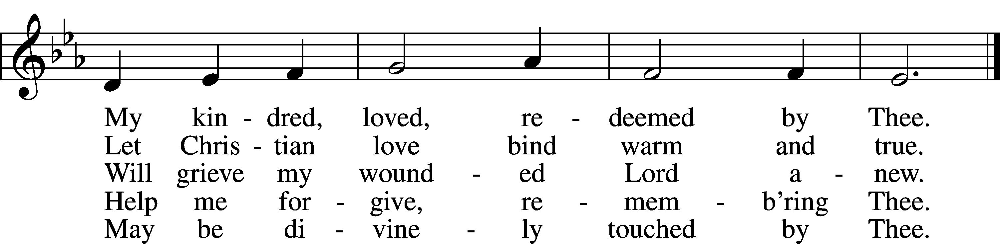 My kin - dred, loved, re - deemed by Thee.
Let Chris - tian love bind warm and true.
Will grieve my wound - ed Lord a - new.
Help me for - give, re - mem - b’ring Thee.
May be di - vine - ly touched by Thee.